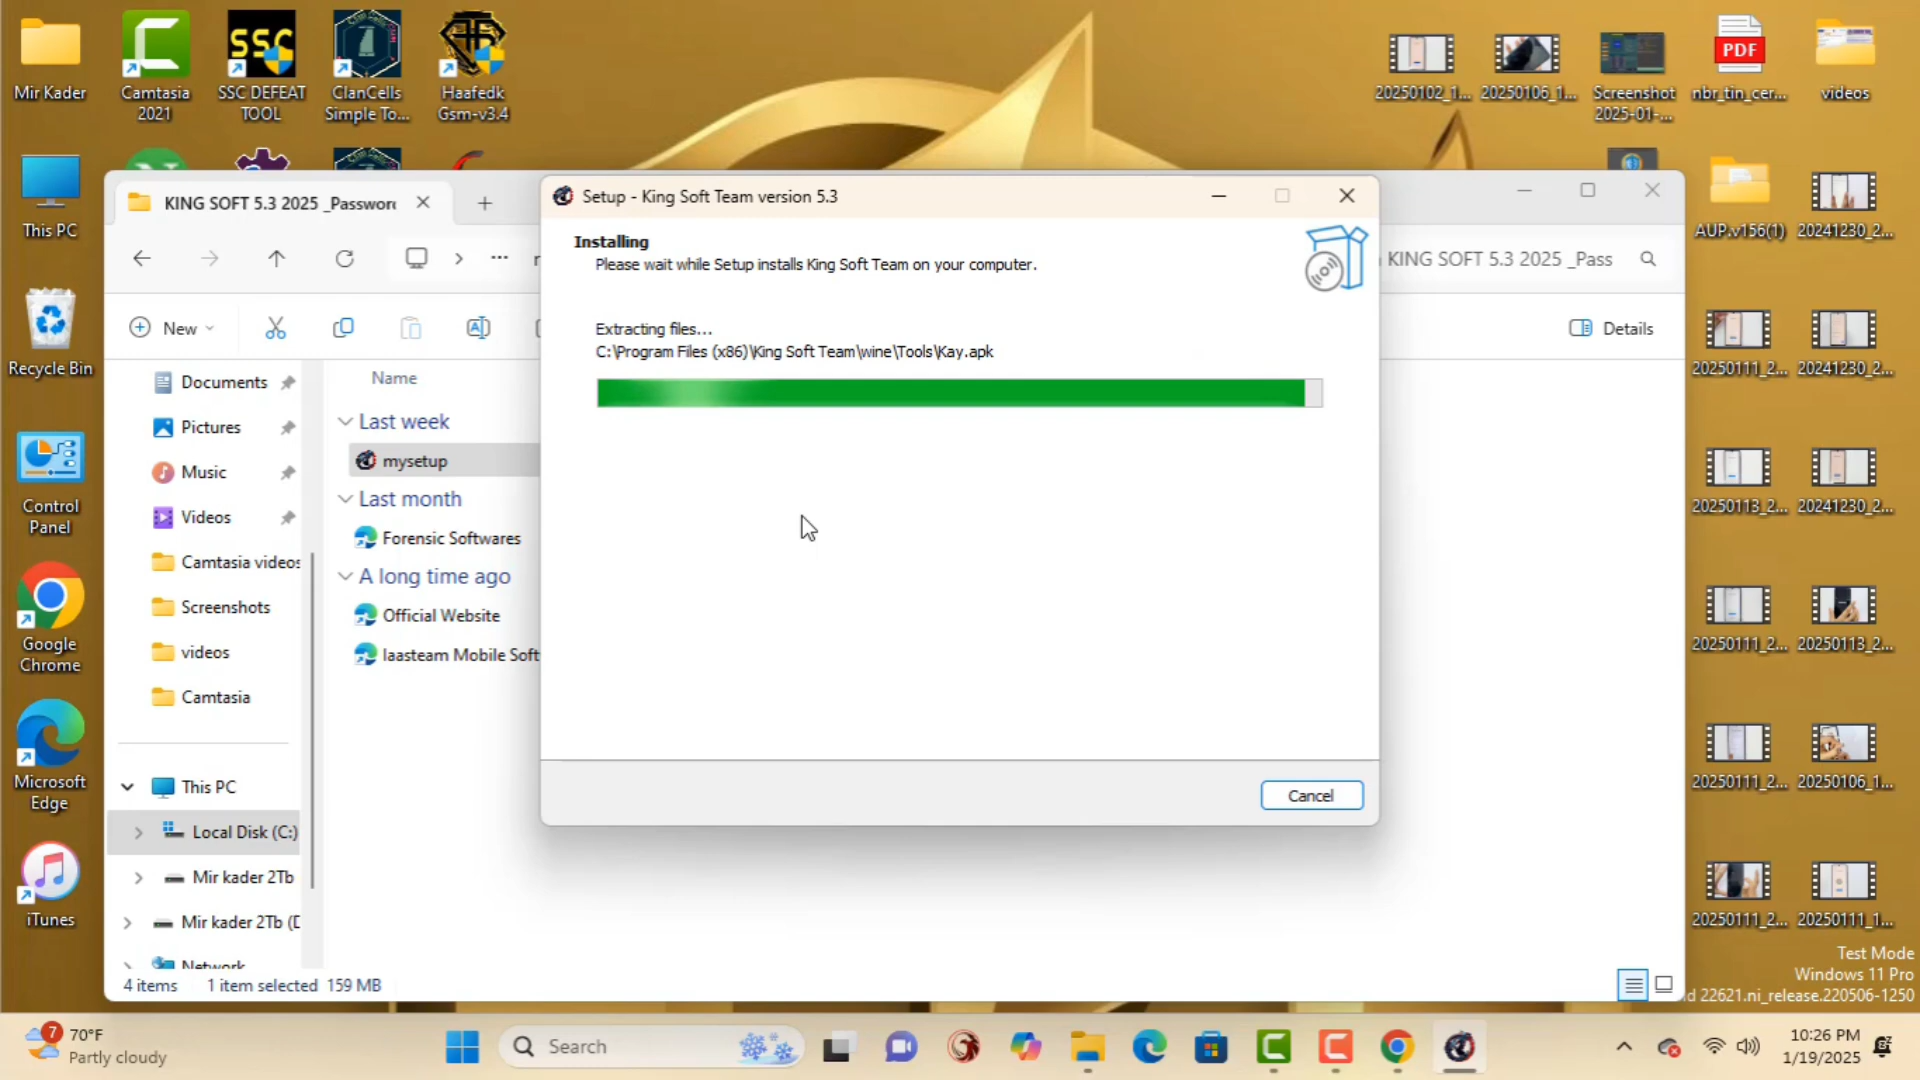 Mir Kader
Camtasia
2021
SSC
SSC DEFEAT
TOOL
ClanCells
Simple To...
Haafedk
Gsm-v3.4
20250102_1...
20250106_1...
Screenshot
2025-01-...
PDF
nbr_tin_cer...
videos
This PC
AUP.v156(1)
20241230_2...
Recycle Bin
20250111_2...
20241230_2...
Control
Panel
20250113_2...
20241230_2...
Google
Chrome
20250111_2...
20250113_2...
Microsoft
Edge
20250111_2...
20250106_1...
iTunes
20250111_2...
20250111_1...
KING SOFT 5.3 2025 _Password
KING SOFT 5.3 2025 _Pass
New
Details
Documents
Pictures
Music
Videos
Camtasia videos
Screenshots
videos
Camtasia
This PC
Local Disk (C:)
Mir kader 2Tb
Mir kader 2Tb (D
Network
Name
Last week
mysetup
Last month
Forensic Softwares
A long time ago
Official Website
laasteam Mobile Soft
4 items 1 item selected 159 MB
Setup - King Soft Team version 5.3
Installing
Please wait while Setup installs King Soft Team on your computer.
Extracting files...
C:\Program Files (x86)\King Soft Team\wine\Tools\Kay.apk
Cancel
Test Mode
Windows 11 Pro
22621.ni_release.220506-1250
7
70°F
Partly cloudy
Search
10:26 PM
1/19/2025